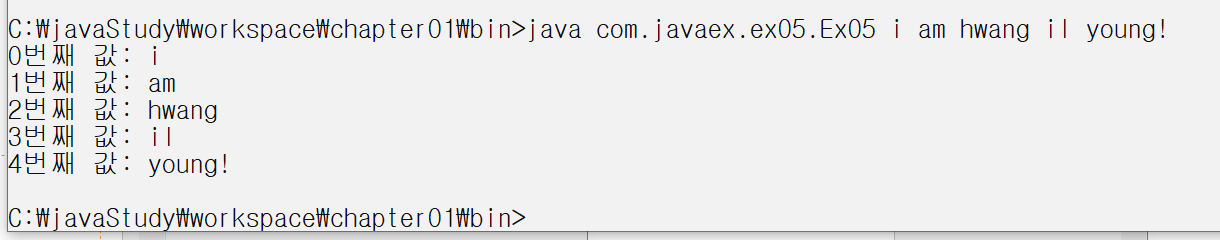 C:₩javaStudy₩workspace₩chapter01₩bin>java com.javaex.ex05.Ex05 i am hwang il young!
0번째 값: i
1번째 값: am
2번째 값: hwang
3번째 값: il
4번째 값: young!
C:₩javaStudy₩workspace₩chapter01₩bin>